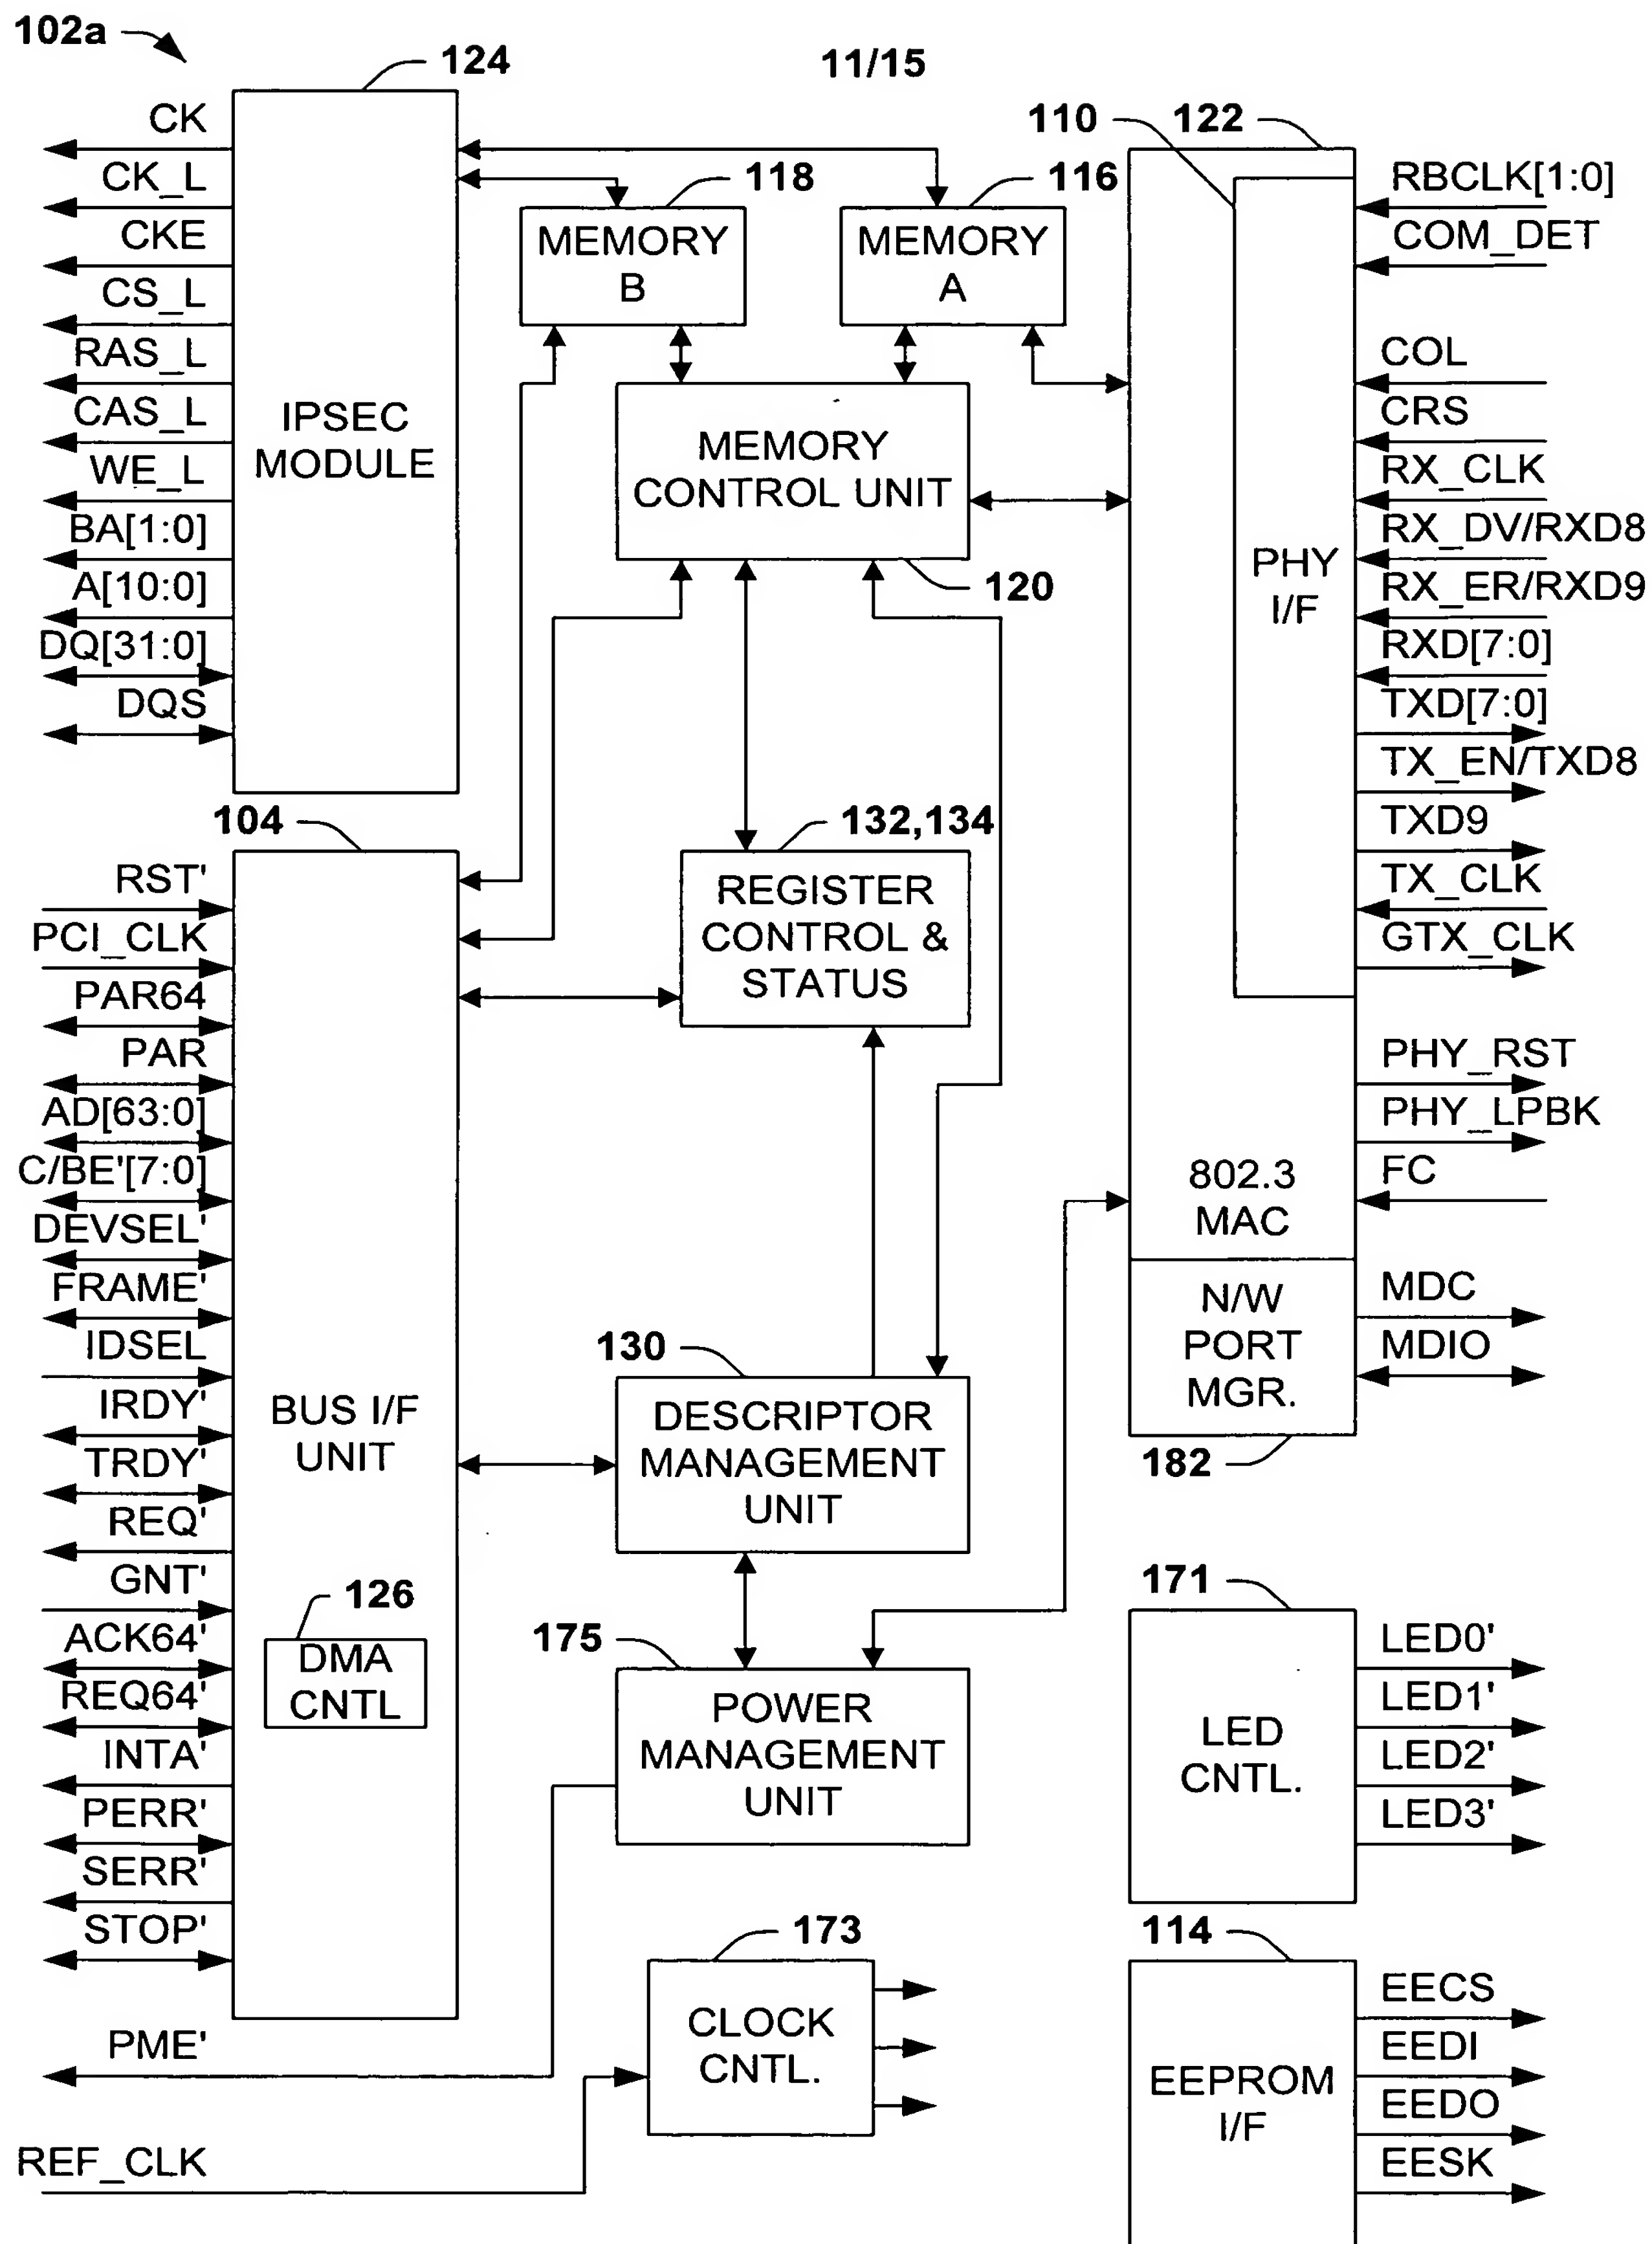 102a
124
11/15
110
122
CK
CK_L
CKE
CS_L
RAS_L
CAS_L
WE_L
BA[1:0]
A[10:0]
DQ[31:0]
DQS
IPSEC
MODULE
118
116
MEMORY
B
MEMORY
A
MEMORY
CONTROL UNIT
120
PHY
I/F
RBCLK[1:0]
COM_DET
COL
CRS
RX_CLK
RX_DV/RXD8
RX_ER/RXD9
RXD[7:0]
TXD[7:0]
TX_EN/TXD8
TXD9
TX_CLK
GTX_CLK
PHY_RST
PHY_LPBK
FC
MDC
MDIO
802.3
MAC
N/W
PORT
MGR.
182
104
132,134
REGISTER
CONTROL &
STATUS
RST'
PCI_CLK
PAR64
PAR
AD[63:0]
C/BE'[7:0]
DEVSEL'
FRAME'
IDSEL
IRDY'
TRDY'
REQ'
GNT'
ACK64'
REQ64'
INTA'
PERR'
SERR'
STOP'
PME'
REF_CLK
BUS I/F
UNIT
126
DMA
CNTL
130
DESCRIPTOR
MANAGEMENT
UNIT
175
POWER
MANAGEMENT
UNIT
173
CLOCK
CNTL.
171
LED
CNTL.
LED0'
LED1'
LED2'
LED3'
114
EEPROM
I/F
EECS
EEDI
EEDO
EESK